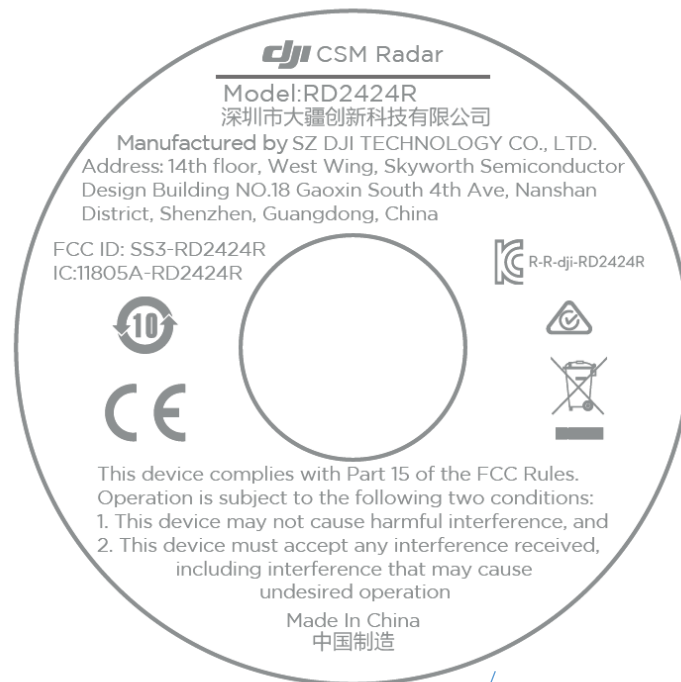 dji CSM Radar
Model:RD2424R
深圳市大疆创新科技有限公司
Manufactured by SZ DJI TECHNOLOGY CO., LTD.
Address: 14th floor, West Wing, Skyworth Semiconductor
Design Building NO.18 Gaoxin South 4th Ave, Nanshan
District, Shenzhen, Guangdong, China
FCC ID: SS3-RD2424R
IC:11805A-RD2424R
R-R-dji-RD2424R
10
CE
This device complies with Part 15 of the FCC Rules.
Operation is subject to the following two conditions:
1. This device may not cause harmful interference, and
2. This device must accept any interference received,
including interference that may cause
undesired operation
Made In China
中国制造